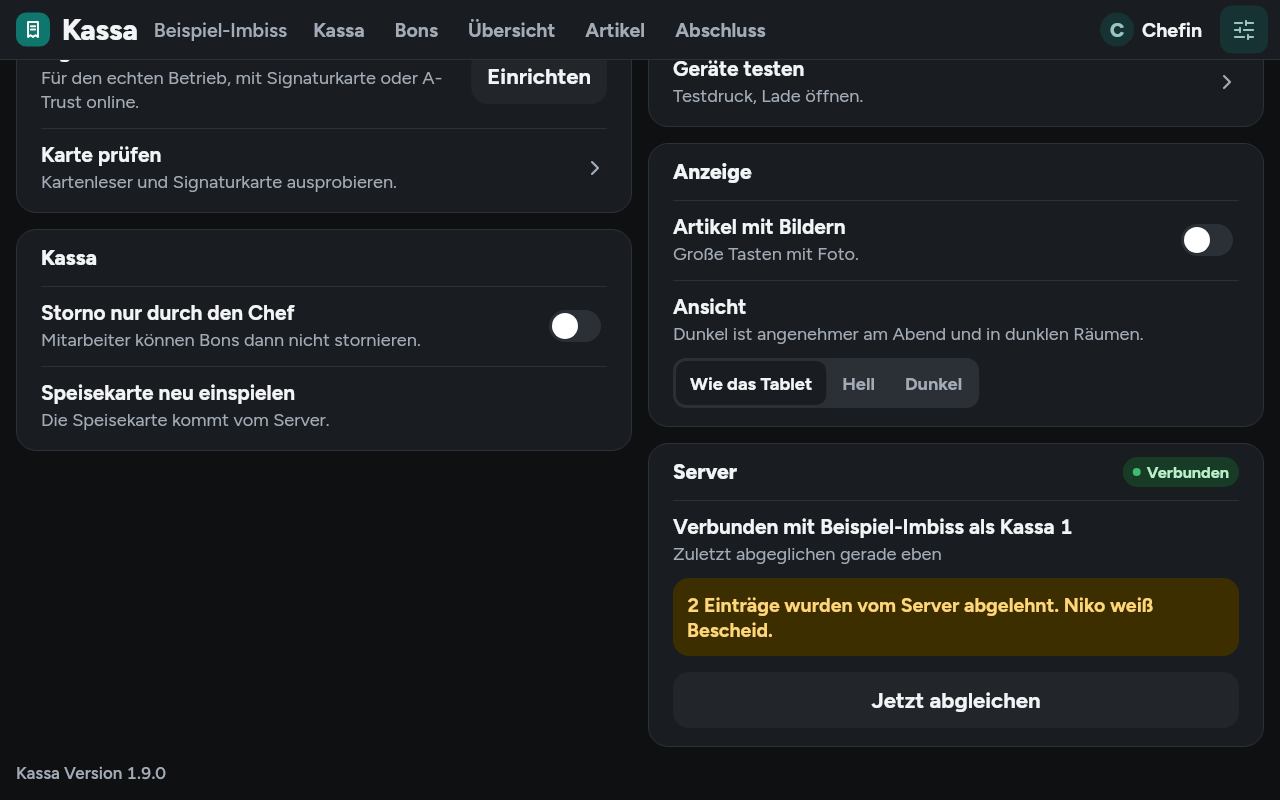 Kassa
Beispiel-Imbiss
Kassa
Bons
Übersicht
Artikel
Abschluss
C
Chefin
Für den echten Betrieb, mit Signaturkarte oder A-
Trust online.
Einrichten
Karte prüfen
Kartenleser und Signaturkarte ausprobieren.
Kassa
Storno nur durch den Chef
Mitarbeiter können Bons dann nicht stornieren.
Speisekarte neu einspielen
Die Speisekarte kommt vom Server.
Geräte testen
Testdruck, Lade öffnen.
Anzeige
Artikel mit Bildern
Große Tasten mit Foto.
Ansicht
Dunkel ist angenehmer am Abend und in dunklen Räumen.
Wie das Tablet
Hell
Dunkel
Server
Verbunden
Verbunden mit Beispiel-Imbiss als Kassa 1
Zuletzt abgeglichen gerade eben
2 Einträge wurden vom Server abgelehnt. Niko weiß
Bescheid.
Jetzt abgleichen
Kassa Version 1.9.0